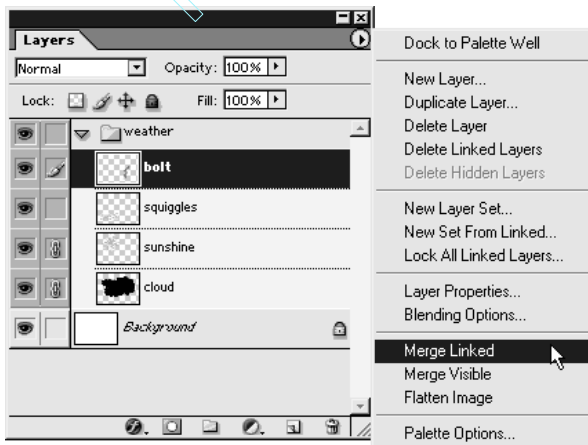 Layers
Normal
Opacity: 100%
Lock:
Fill: 100%
weather
bolt
squiggles
sunshine
cloud
Background
Dock to Palette Well
New Layer...
Duplicate Layer...
Delete Layer
Delete Linked Layers
Delete Hidden Layers
New Layer Set...
New Set From Linked...
Lock All Linked Layers...
Layer Properties...
Blending Options...
Merge Linked
Merge Visible
Flatten Image
Palette Options...